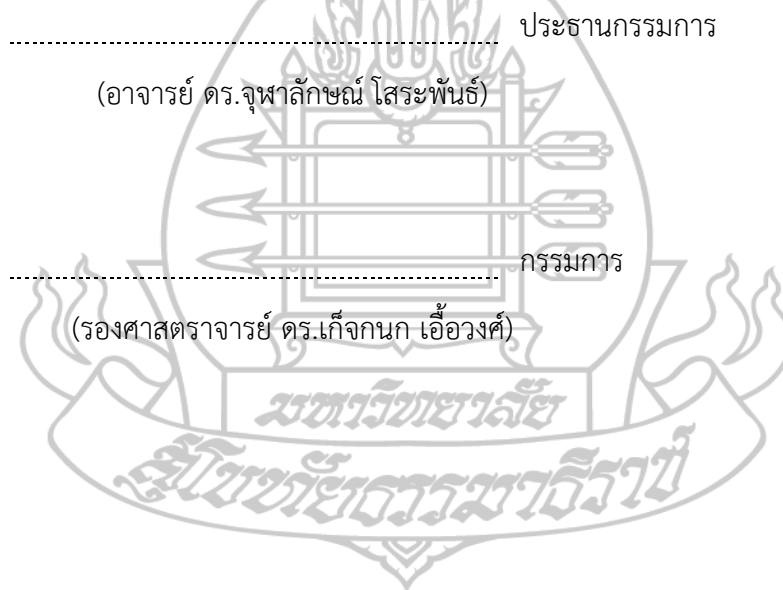 ประธานกรรมการ
(อาจารย์ ดร.จุฬาลักษณ์ โสระพันธ์)
กรรมการ
(รองศาสตราจารย์ ดร.เก็จกนก เอื้อวงศ์)
มหาวิทยาลัย
สุโขทัยธรรมาธิราช